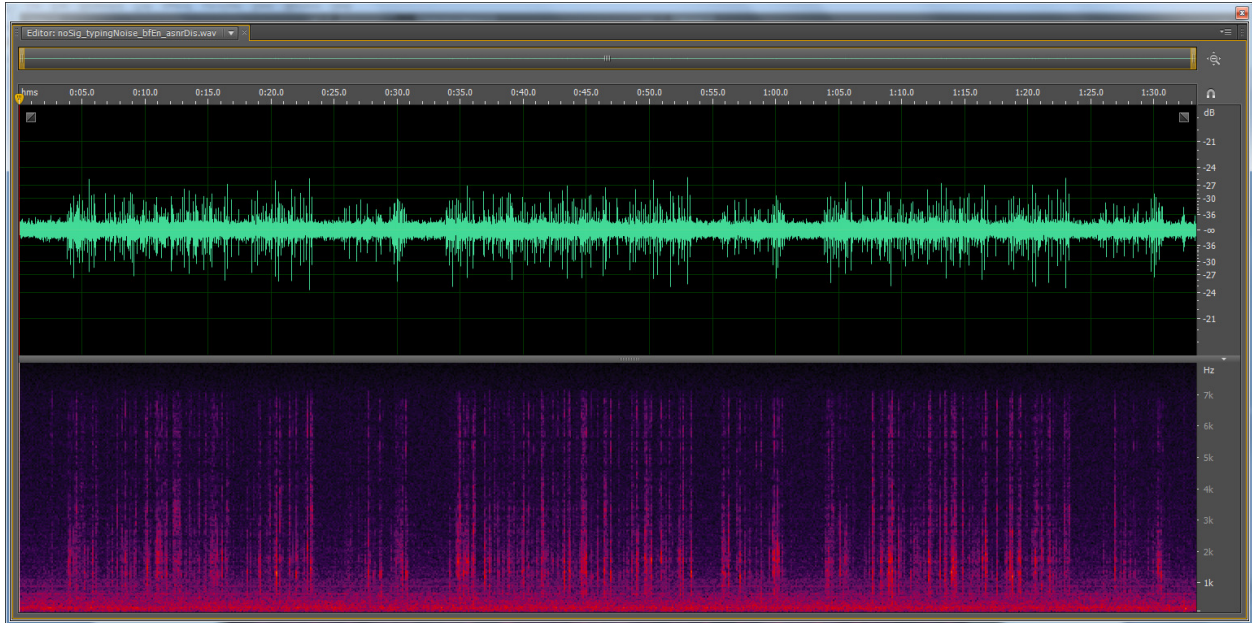 Editor: noSig_typingNoise_bfEn_asnrDis.wav
hms 0:05.0 0:10.0 0:15.0 0:20.0 0:25.0 0:30.0 0:35.0 0:40.0 0:45.0 0:50.0 0:55.0 1:00.0 1:05.0 1:10.0 1:15.0 1:20.0 1:25.0 1:30.0
dB
-21
-24
-27
-30
-36
-∞
-36
-30
-27
-24
-21
Hz
7k
6k
5k
4k
3k
2k
1k